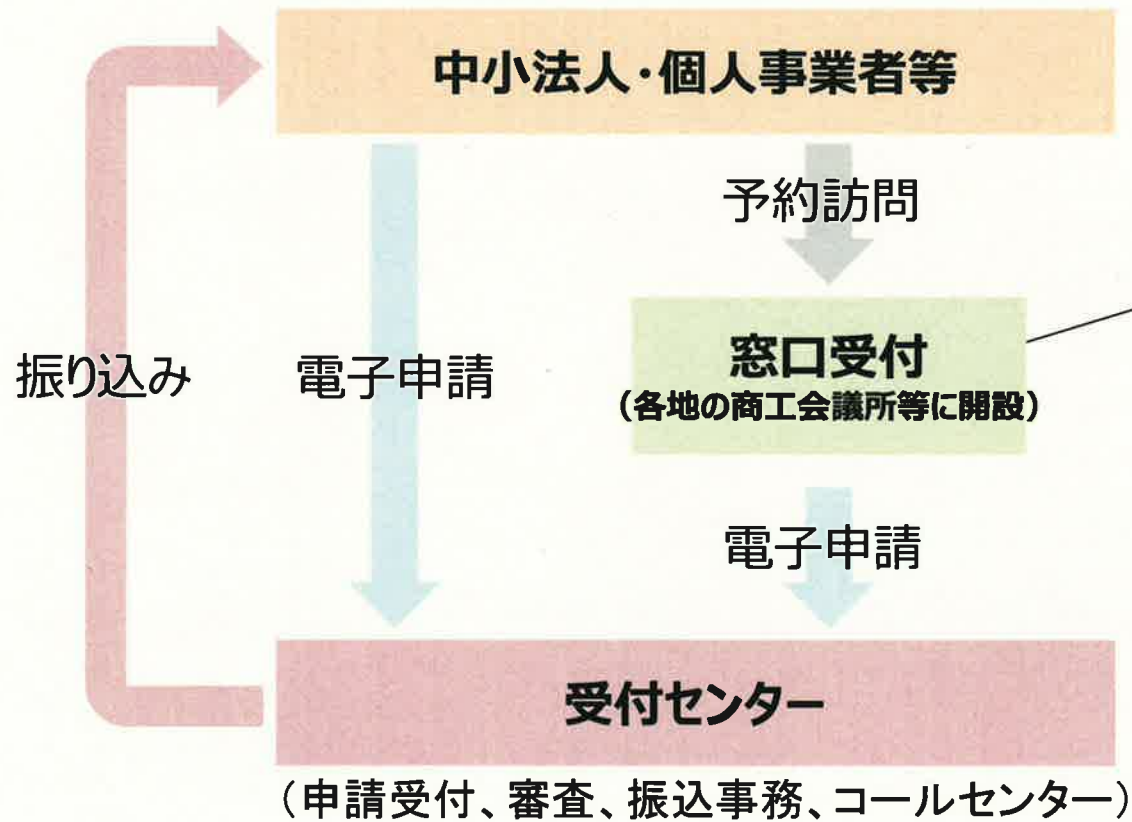 中小法人・個人事業者等
予約訪問
窓口受付
（各地の商工会議所等に開設）
振り込み
電子申請
電子申請
受付センター
（申請受付、審査、振込事務、コールセンター）